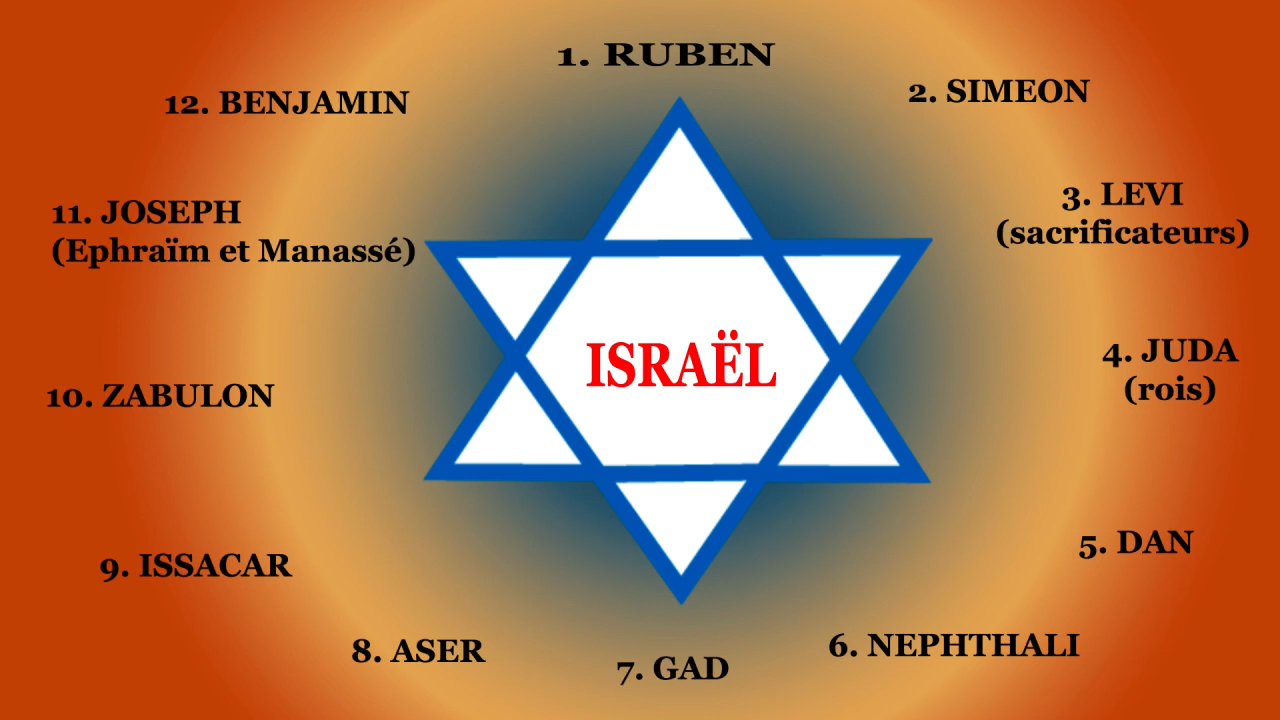 1. RUBEN
2. SIMEON
3. LEVI
(sacrificateurs)
4. JUDA
(rois)
5. DAN
6. NEPHTHALI
7. GAD
8. ASER
9. ISSACAR
10. ZABULON
11. JOSEPH
(Ephraïm et Manassé)
12. BENJAMIN
ISRAËL